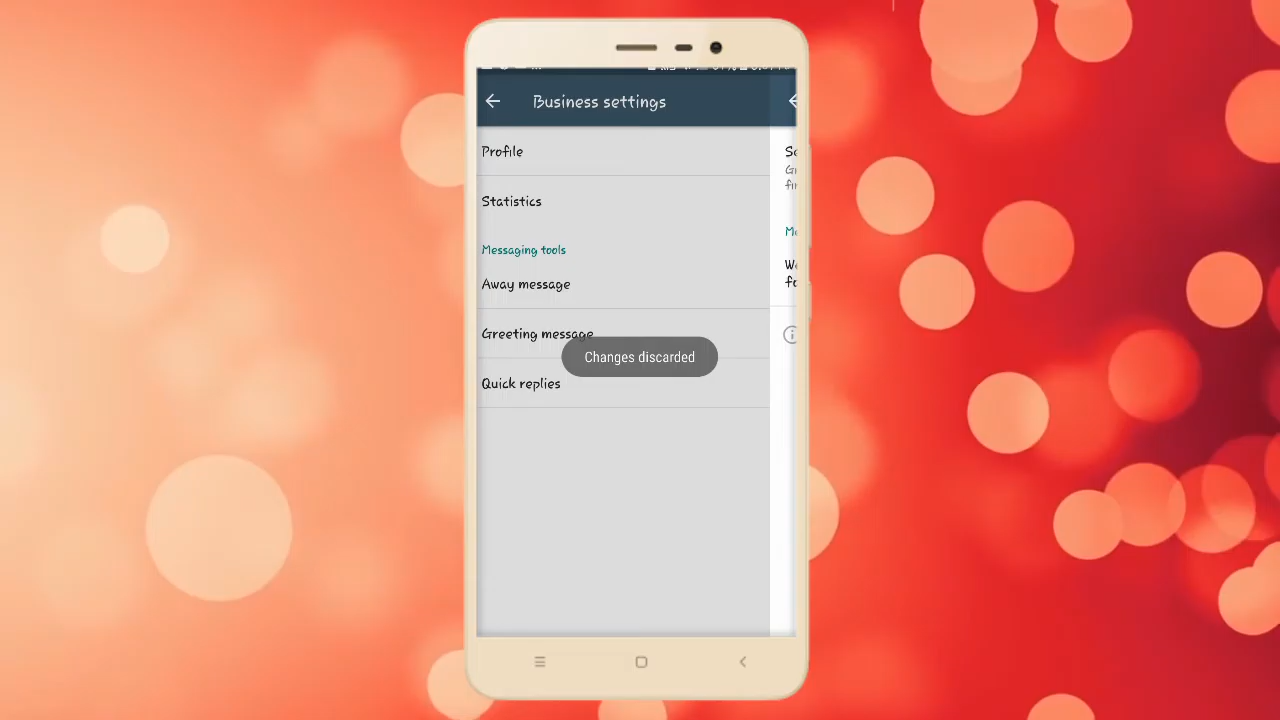 Business settings
Profile
Statistics
Messaging tools
Away message
Greeting message
Changes discarded
Quick replies